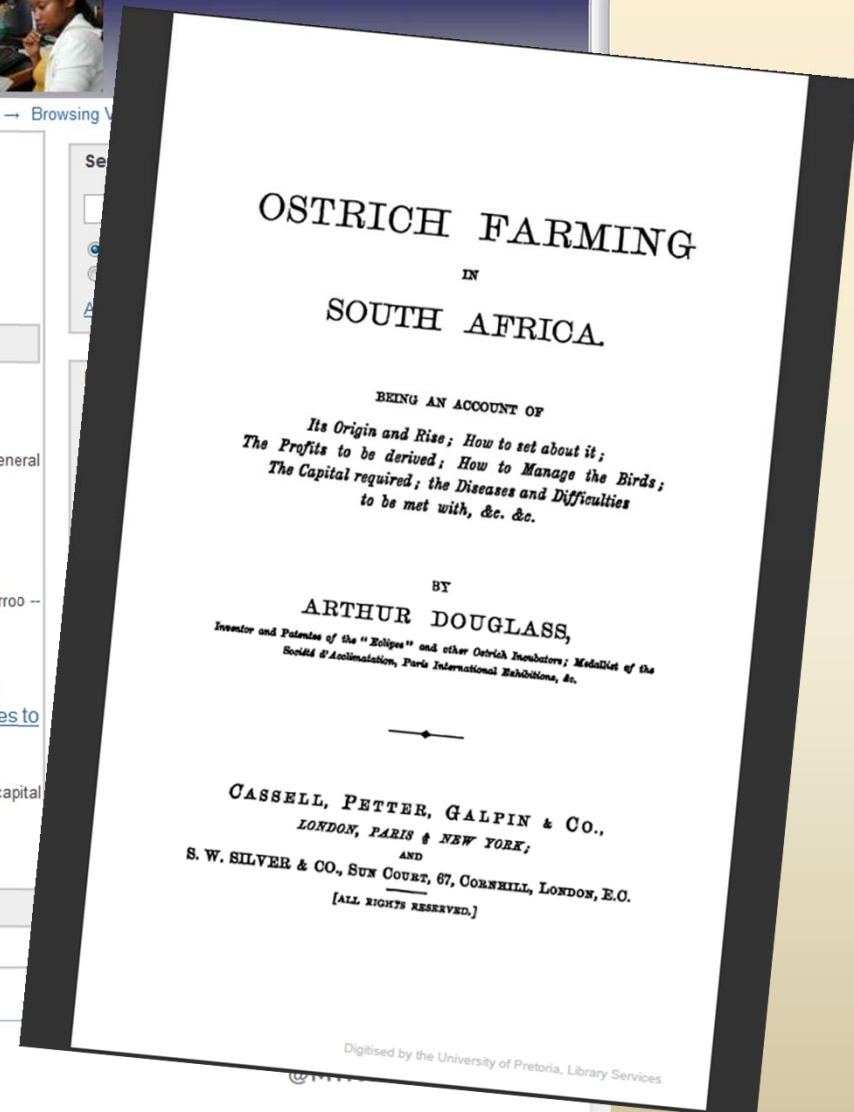 → Browsing V
Se
A
eneral
rroo --
es to
capital
OSTRICH FARMING
IN
SOUTH AFRICA.
BEING AN ACCOUNT OF
Its Origin and Rise; How to set about it;
The Profits to be derived; How to Manage the Birds;
The Capital required; the Diseases and Difficulties
to be met with, &c. &c.
BY
ARTHUR DOUGLASS,
Inventor and Patentee of the "Eclipse" and other Ostrich Incubators; Medallist of the
Société d'Acclimatation, Paris International Exhibitions, &c.
CASSELL, PETTER, GALPIN & CO.,
LONDON, PARIS & NEW YORK;
AND
S. W. SILVER & CO., SUN COURT, 67, CORNHILL, LONDON, E.C.
[ALL RIGHTS RESERVED.]
Digitised by the University of Pretoria, Library Services